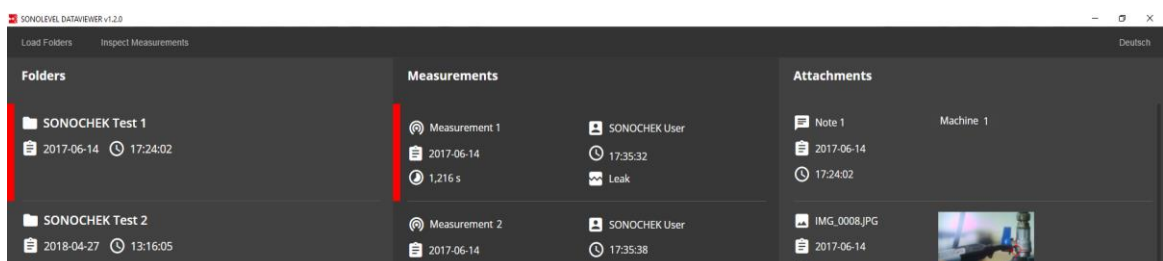 SONOLEVEL DATAVIEWER v1.2.0
Load Folders Inspect Measurements Deutsch
Folders
SONOCHEK Test 1
2017-06-14 17:24:02
SONOCHEK Test 2
2018-04-27 13:16:05
Measurements
Measurement 1 SONOCHEK User
2017-06-14 17:35:32
1,216 s Leak
Measurement 2 SONOCHEK User
2017-06-14 17:35:38
Attachments
Note 1 Machine 1
2017-06-14
17:24:02
IMG_0008.JPG
2017-06-14